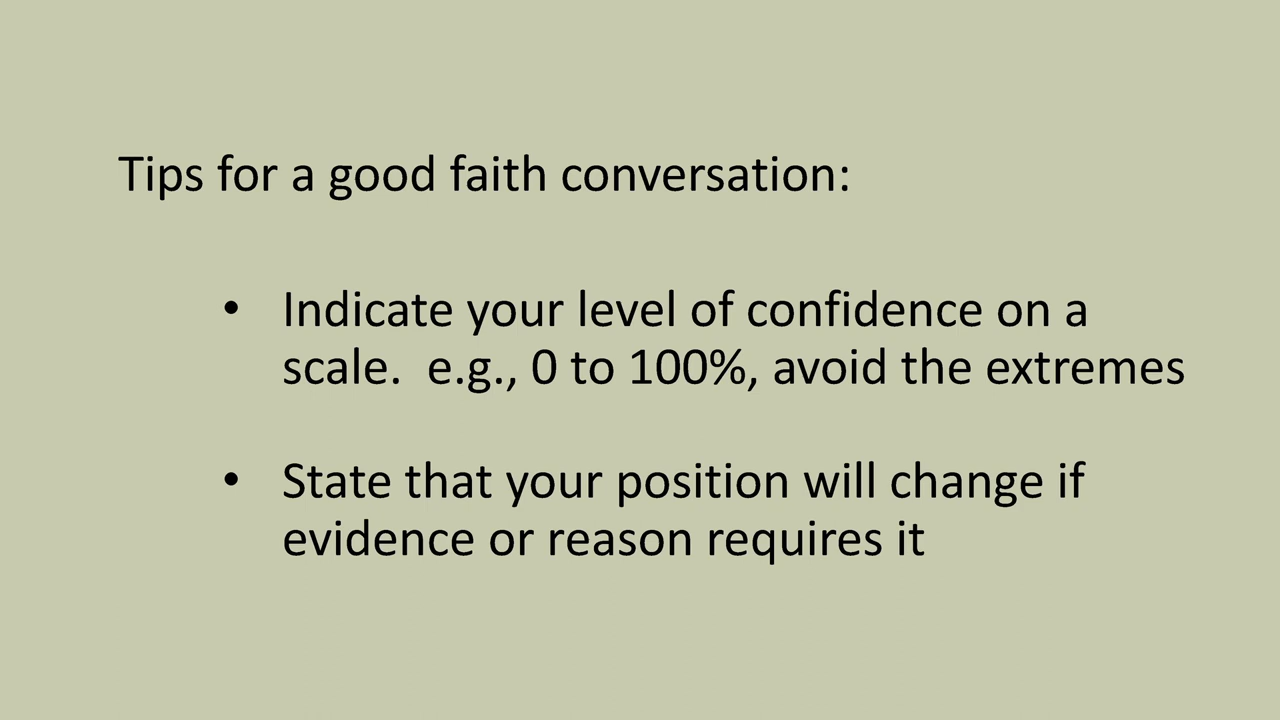 Tips for a good faith conversation:
• Indicate your level of confidence on a
scale.  e.g., 0 to 100%, avoid the extremes
• State that your position will change if
evidence or reason requires it